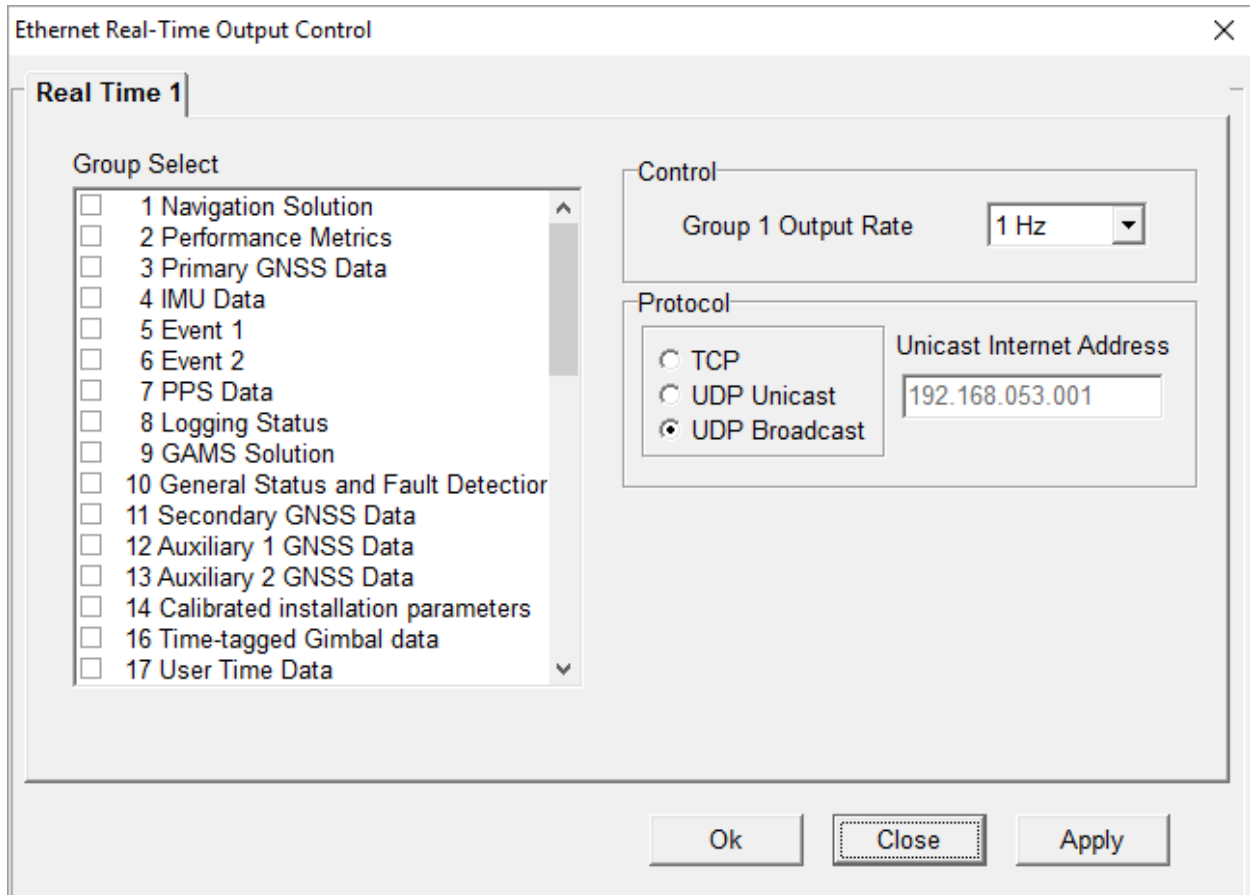 Ethernet Real-Time Output Control
Real Time 1
Group Select
1 Navigation Solution
2 Performance Metrics
3 Primary GNSS Data
4 IMU Data
5 Event 1
6 Event 2
7 PPS Data
8 Logging Status
9 GAMS Solution
10 General Status and Fault Detection
11 Secondary GNSS Data
12 Auxiliary 1 GNSS Data
13 Auxiliary 2 GNSS Data
14 Calibrated installation parameters
16 Time-tagged Gimbal data
17 User Time Data
Control
Group 1 Output Rate
1 Hz
Protocol
TCP
UDP Unicast
UDP Broadcast
Unicast Internet Address
192.168.053.001
Ok
Close
Apply